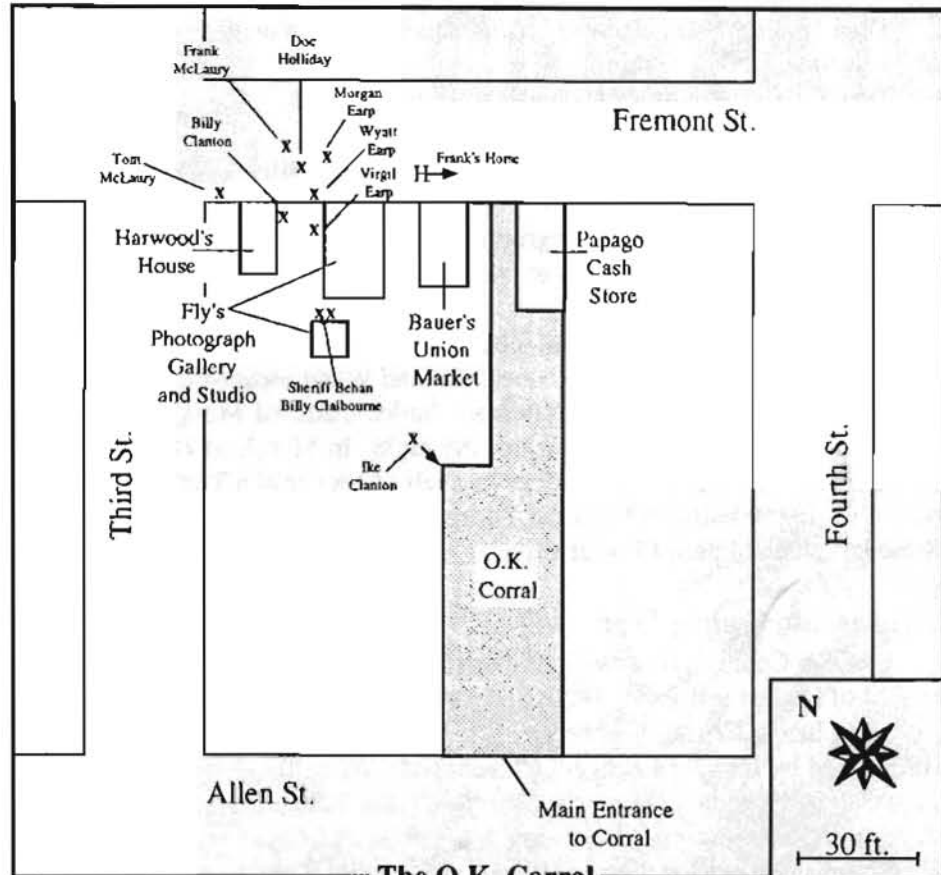 Frank
McLaury
Doc
Holliday
Morgan
Earp
Billy
Clanton
Wyatt
Earp
Tom
McLaury
Virgil
Earp
Fremont St.
H
Frank's Horse
Harwood's
House
Papago
Cash
Store
Fly's
Photograph
Gallery
and Studio
Bauer's
Union
Market
Sheriff Behan
Billy Claibourne
Ike
Clanton
Third St.
Fourth St.
O.K.
Corral
N
Allen St.
Main Entrance
to Corral
30 ft.
The O.K. Corral
x
x
x
x
x
x
x
xx
x